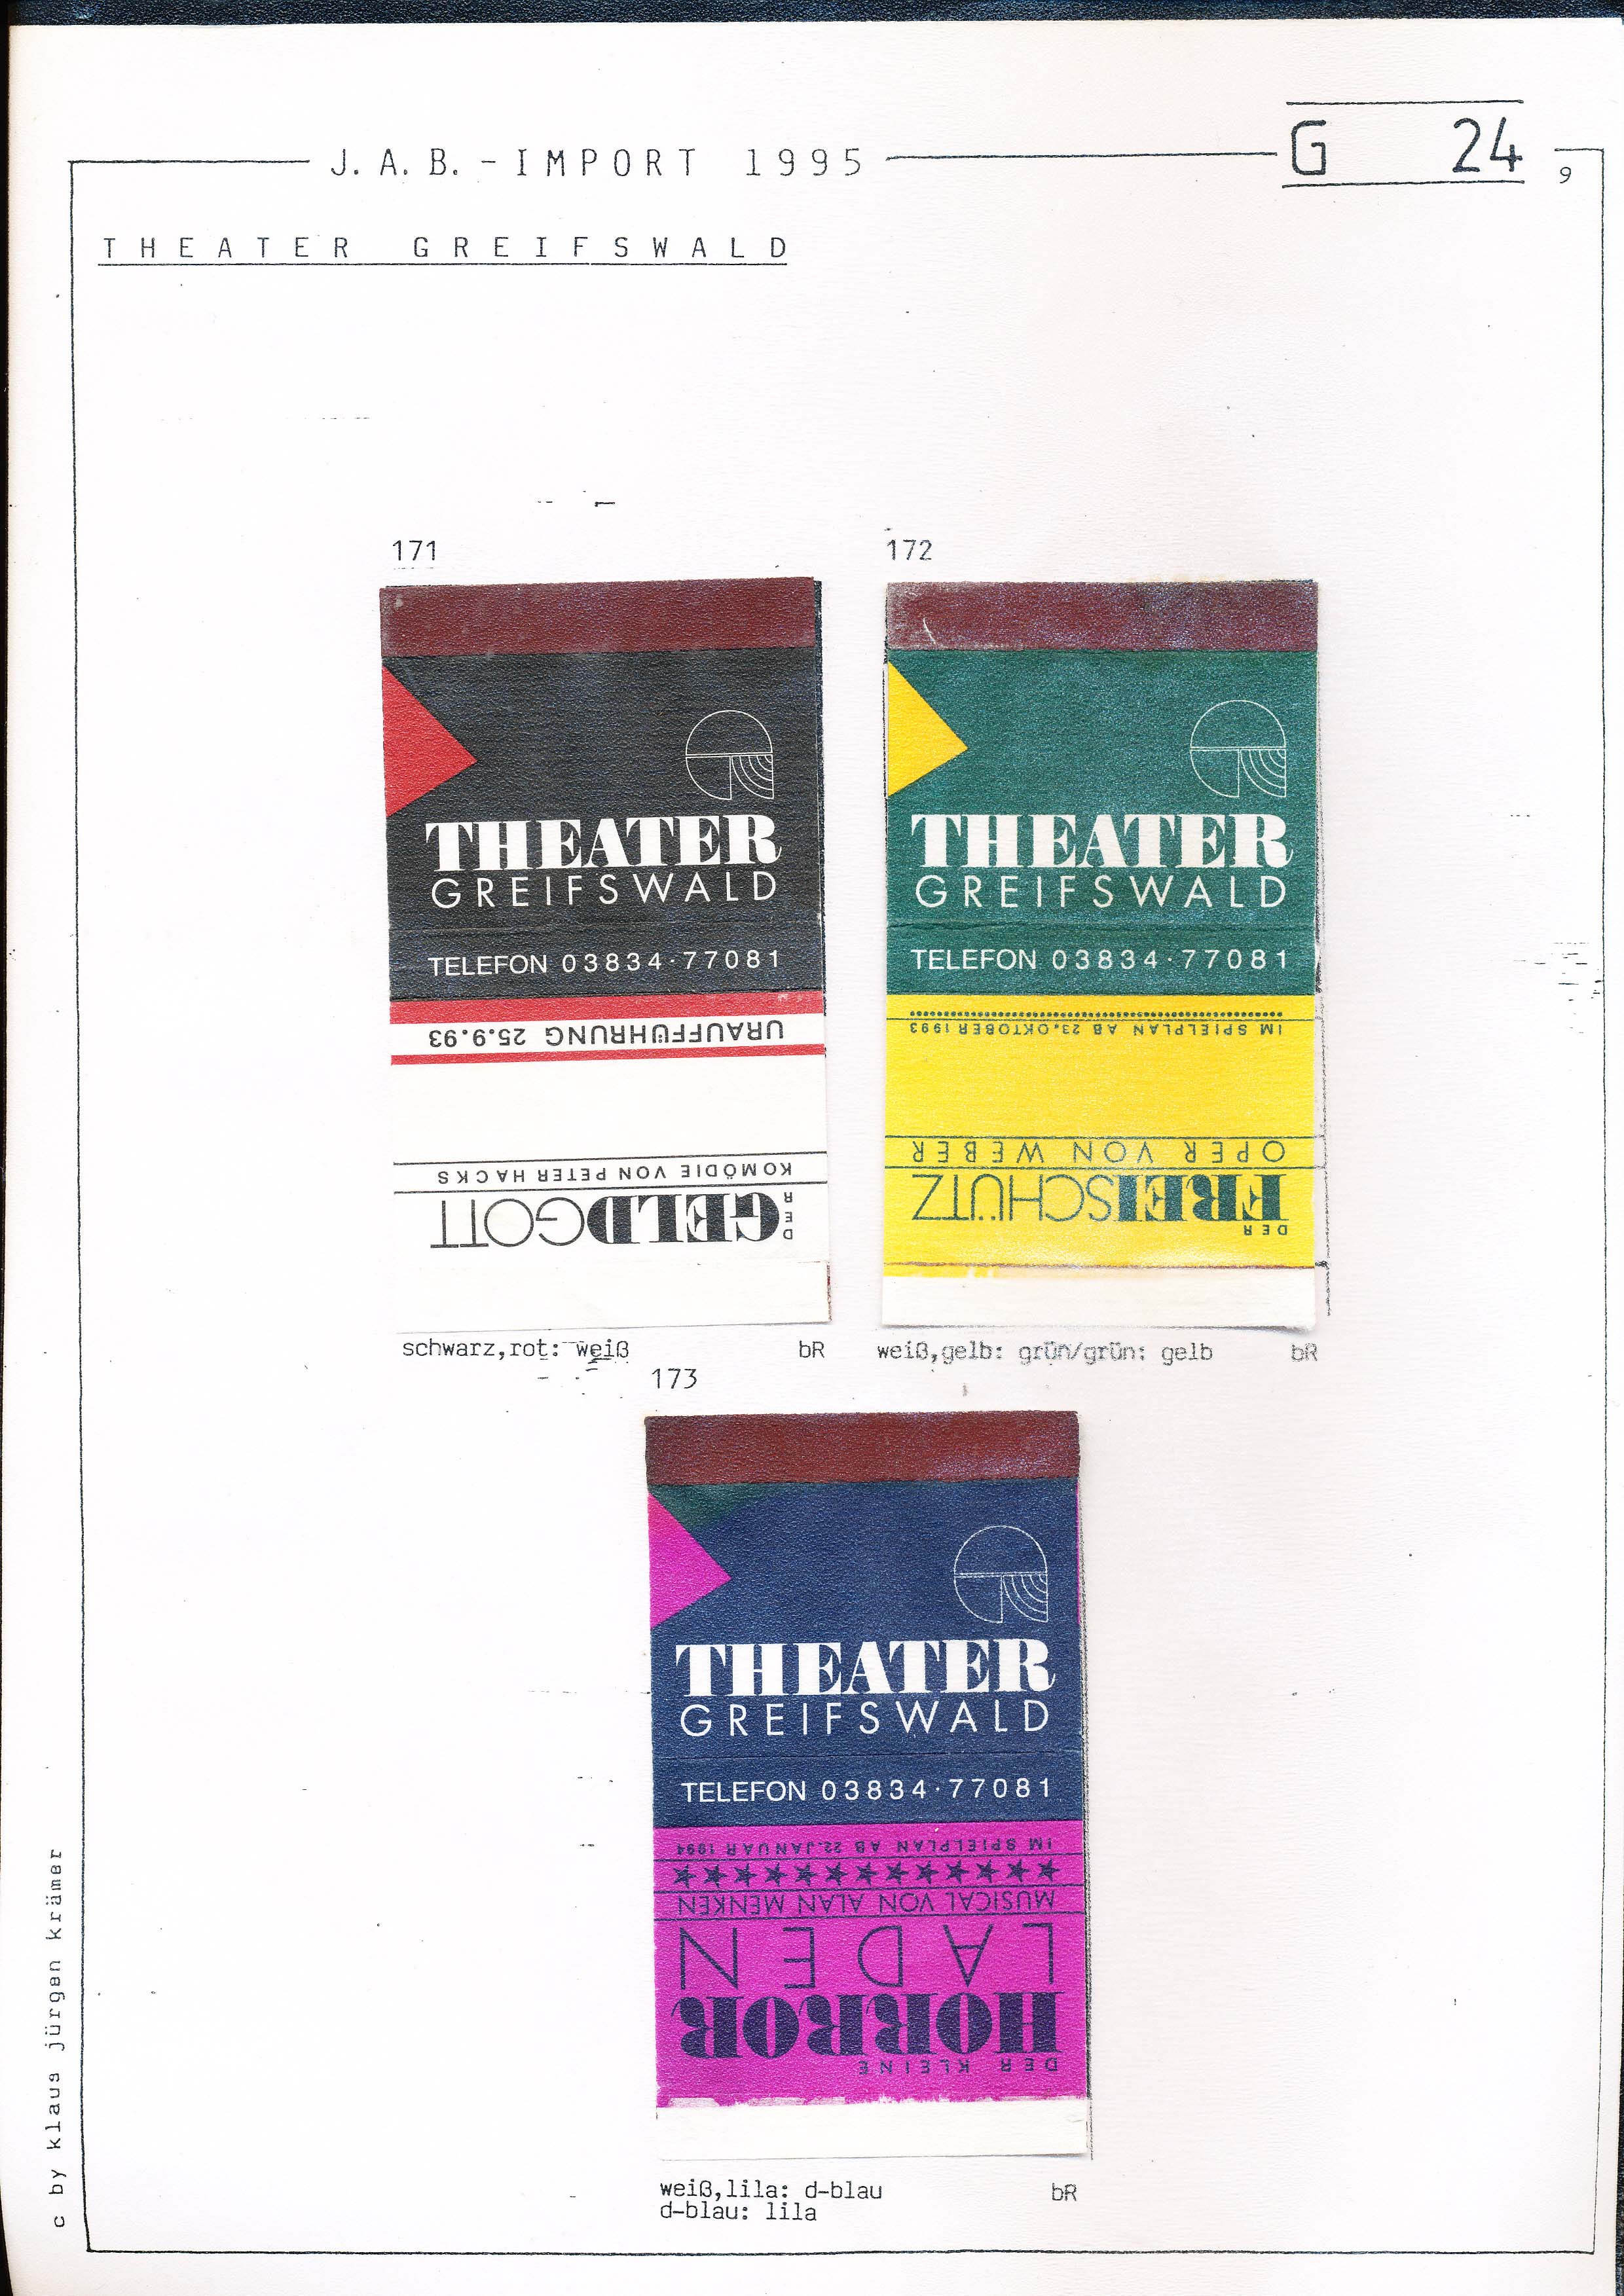 J. A. B. - IMPORT 1995
G 24
9
THEATER GREIFSWALD
171
THEATER
GREIFSWALD
TELEFON 03834·77081
URAUFFÜHRUNG 25.9.93
KOMÖDIE VON PETER HACKS
DER
GELDGOTT
schwarz,rot: weiß bR
172
THEATER
GREIFSWALD
TELEFON 03834·77081
IM SPIELPLAN AB 23.OKTOBER 1993
OPER VON WEBER
FREISCHÜTZ
DER
weiß,gelb: grün/grün: gelb bR
173
THEATER
GREIFSWALD
TELEFON 03834·77081
IM SPIELPLAN AB 22.JANUAR 1994
MUSICAL VON ALAN MENKEN
LADEN
HORROR
DER KLEINE
weiß,lila: d-blau bR
d-blau: lila
c by klaus jürgen krämer